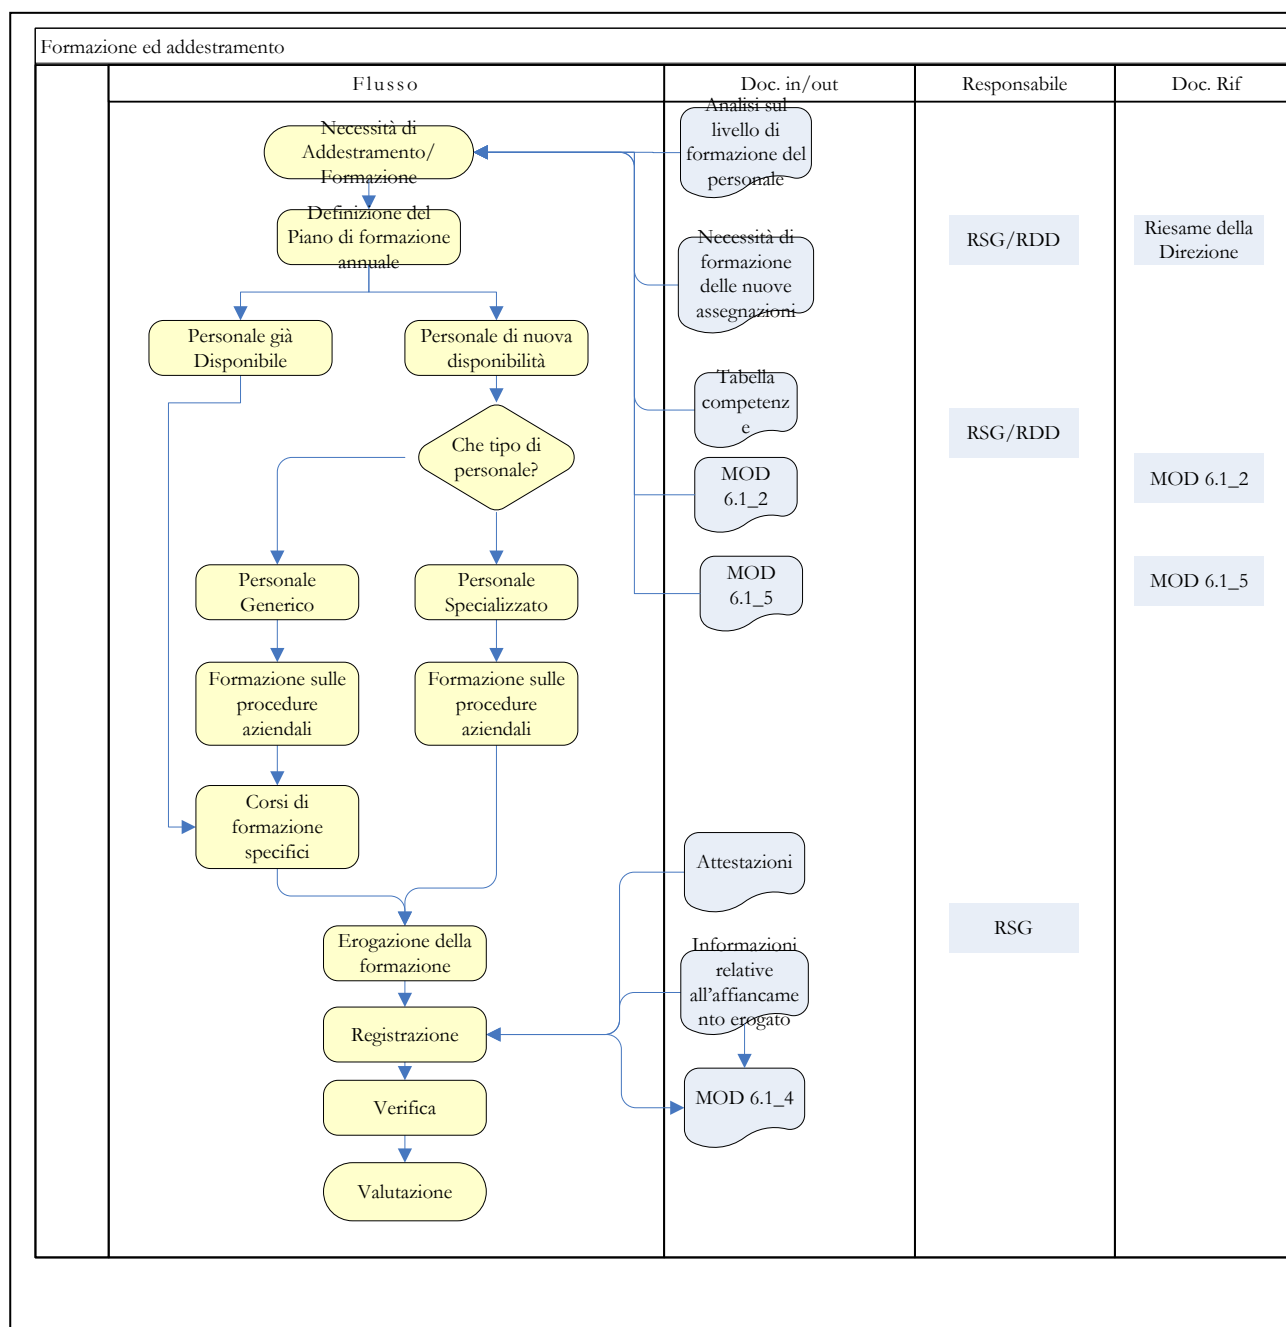 Formazione ed addestramento
Flusso
Doc. in/out
Responsabile
Doc. Rif
Necessità di
Addestramento/
Formazione
Analisi sul
livello di
formazione del
personale
Definizione del
Piano di formazione
annuale
Necessità di
formazione
delle nuove
assegnazioni
RSG/RDD
Riesame della
Direzione
Personale già
Disponibile
Personale di nuova
disponibilità
Tabella
competenz
e
RSG/RDD
Che tipo di
personale?
MOD
6.1_2
MOD 6.1_2
Personale
Generico
Personale
Specializzato
MOD
6.1_5
MOD 6.1_5
Formazione sulle
procedure
aziendali
Formazione sulle
procedure
aziendali
Corsi di
formazione
specifici
Attestazioni
Erogazione della
formazione
RSG
Informazioni
relative
all'affiancame
nto erogato
Registrazione
MOD 6.1_4
Verifica
Valutazione